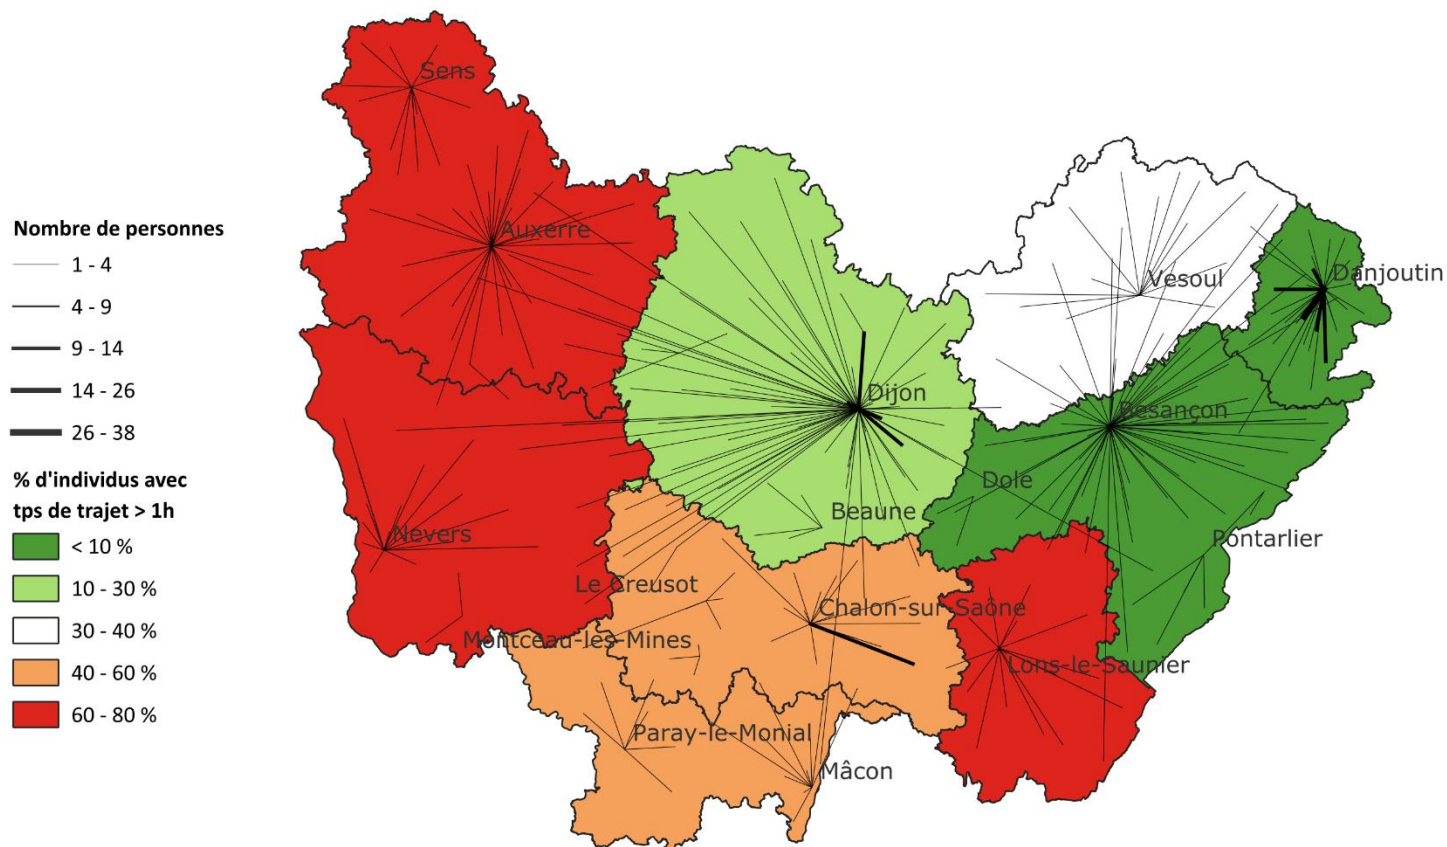 Nombre de personnes
1 - 4
4 - 9
9 - 14
14 - 26
26 - 38
% d'individus avec
tps de trajet > 1h
< 10 %
10 - 30 %
30 - 40 %
40 - 60 %
60 - 80 %
Sens
Auxerre
Vesoul
Danjoutin
Dijon
Besançon
Dole
Beaune
Nevers
Pontarlier
Le Creusot
Chalon-sur-Saône
Montceau-les-Mines
Lons-le-Saunier
Paray-le-Monial
Mâcon